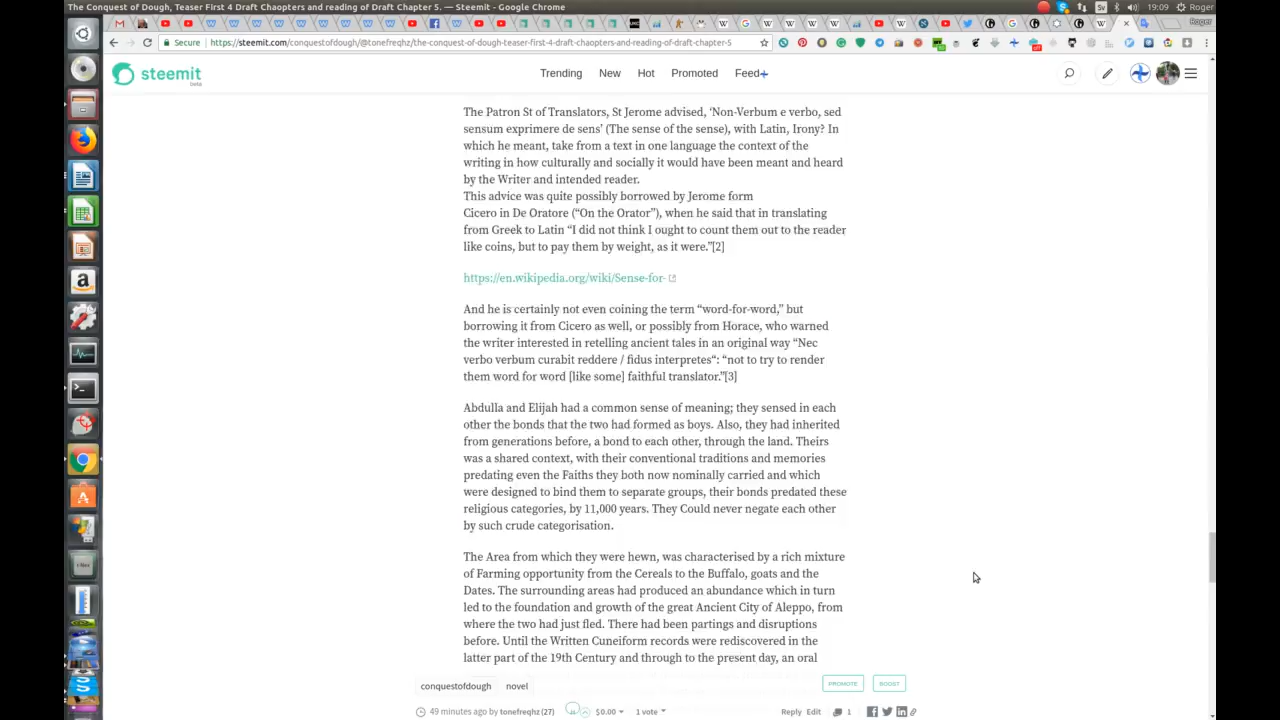 The Conquest of Dough, Teaser First 4 Draft Chaopters and reading of Draft Chapter 5. — Steemit - Google Chrome
Sv
19:09
Roger
Roger
Secure
https://steemit.com/conquestofdough/@tonefreqhz/the-conquest-of-dough-teaser-first-4-draft-chaopters-and-reading-of-draft-chapter-5
steemit
Beta
Trending
New
Hot
Promoted
Feed
The Patron St of Translators, St Jerome advised, ‘Non-Verbum e verbo, sed
sensum exprimere de sens’ (The sense of the sense), with Latin, Irony? In
which he meant, take from a text in one language the context of the
writing in how culturally and socially it would have been meant and heard
by the Writer and intended reader.
This advice was quite possibly borrowed by Jerome form
Cicero in De Oratore (“On the Orator”), when he said that in translating
from Greek to Latin “I did not think I ought to count them out to the reader
like coins, but to pay them by weight, as it were.”[2]
https://en.wikipedia.org/wiki/Sense-for-
And he is certainly not even coining the term “word-for-word,” but
borrowing it from Cicero as well, or possibly from Horace, who warned
the writer interested in retelling ancient tales in an original way “Nec
verbo verbum curabit reddere / fidus interpretes“: “not to try to render
them word for word [like some] faithful translator.”[3]
Abdulla and Elijah had a common sense of meaning; they sensed in each
other the bonds that the two had formed as boys. Also, they had inherited
from generations before, a bond to each other, through the land. Theirs
was a shared context, with their conventional traditions and memories
predating even the Faiths they both now nominally carried and which
were designed to bind them to separate groups, their bonds predated these
religious categories, by 11,000 years. They Could never negate each other
by such crude categorisation.
The Area from which they were hewn, was characterised by a rich mixture
of Farming opportunity from the Cereals to the Buffalo, goats and the
Dates. The surrounding areas had produced an abundance which in turn
led to the foundation and growth of the great Ancient City of Aleppo, from
where the two had just fled. There had been partings and disruptions
before. Until the Written Cuneiform records were rediscovered in the
latter part of the 19th Century and through to the present day, an oral
conquestofdough
novel
PROMOTE
BOOST
49 minutes ago by tonefreqhz (27)
$0.00
1 vote
Reply
Edit
1